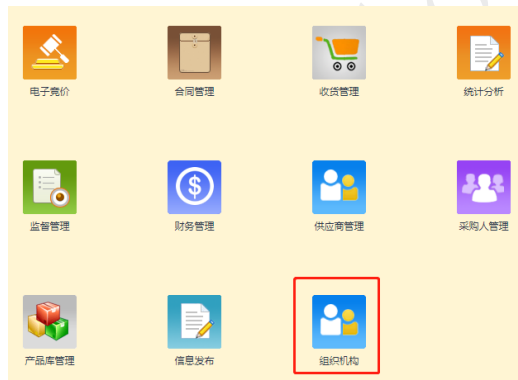 电子竞价
合同管理
收货管理
统计分析
监督管理
财务管理
供应商管理
采购人管理
产品库管理
信息发布
组织机构